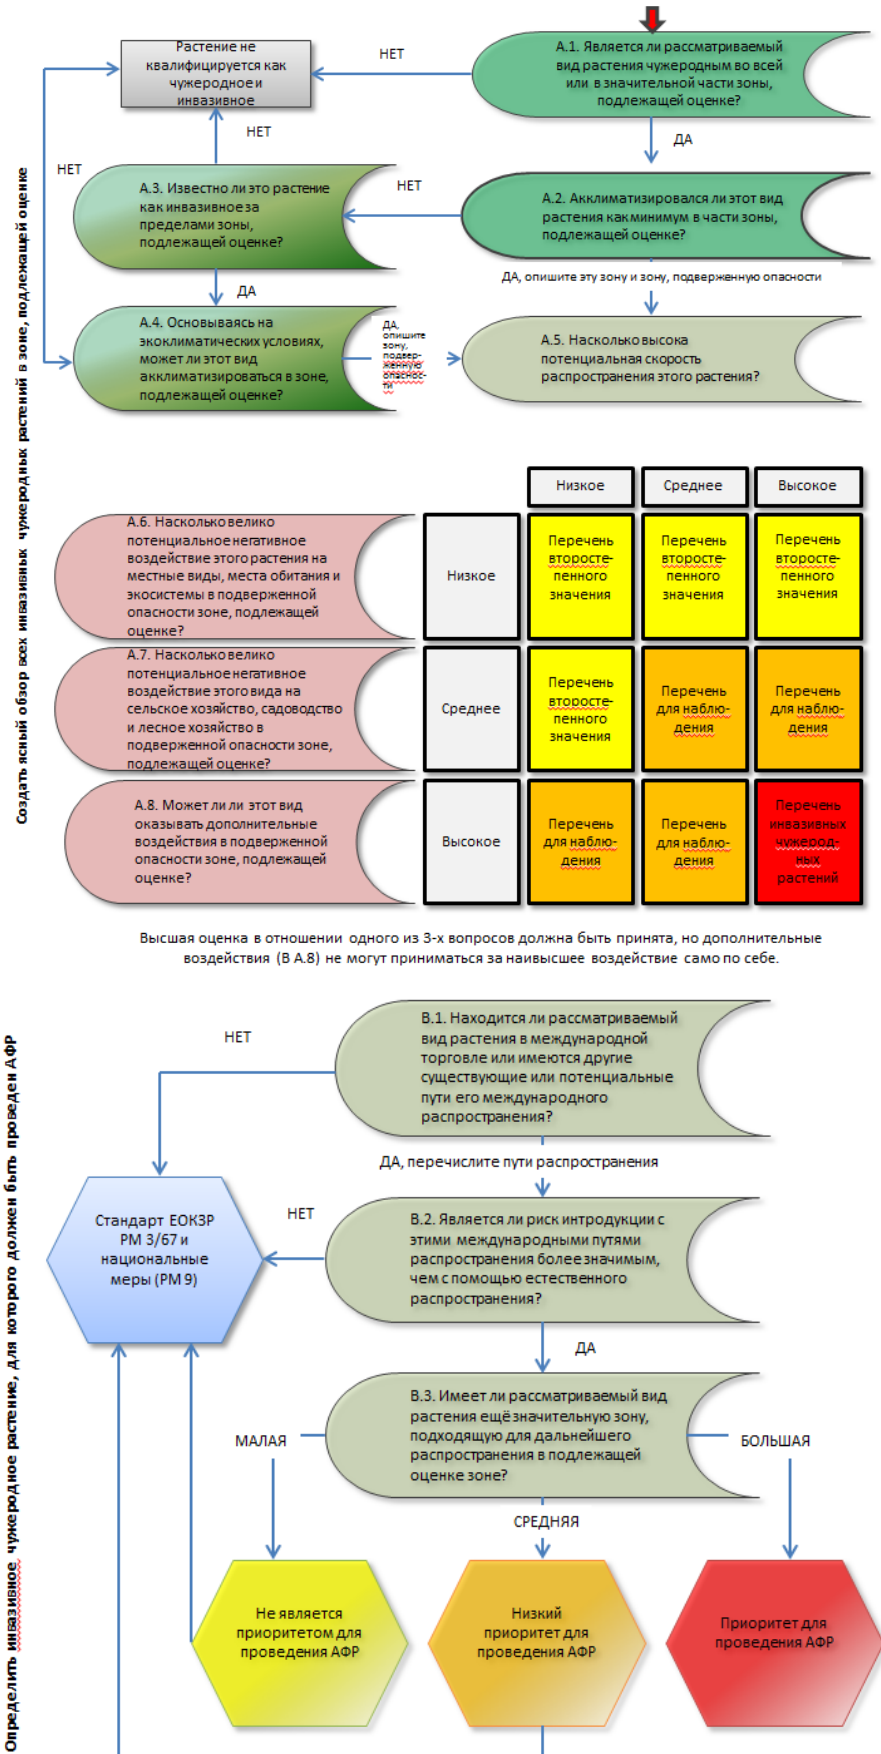 Создать ясный обзор всех инвазивных чужеродных растений в зоне, подлежащей оценке
Растение не
квалифицируется как
чужеродное и
инвазивное
НЕТ
А.1. Является ли рассматриваемый
вид растения чужеродным во всей
или в значительной части зоны,
подлежащей оценке?
НЕТ
ДА
НЕТ
А.3. Известно ли это растение
как инвазивное за
пределами зоны,
подлежащей оценке?
НЕТ
А.2. Акклиматизировался ли этот вид
растения как минимум в части зоны,
подлежащей оценке?
ДА, опишите эту зону и зону, подверженную опасности
ДА
А.4. Основываясь на
экоклиматических условиях,
может ли этот вид
акклиматизироваться в зоне,
подлежащей оценке?
ДА,
опишите
зону,
подвер-
женную
опаснос-
ти
А.5. Насколько высока
потенциальная скорость
распространения этого растения?
Низкое
Среднее
Высокое
А.6. Насколько велико
потенциальное негативное
воздействие этого растения на
местные виды, места обитания и
экосистемы в подверженной
опасности зоне, подлежащей
оценке?
Низкое
Перечень
второсте-
пенного
значения
Перечень
второсте-
пенного
значения
Перечень
второсте-
пенного
значения
А.7. Насколько велико
потенциальное негативное
воздействие этого вида на
сельское хозяйство, садоводство
и лесное хозяйство в
подверженной опасности зоне,
подлежащей оценке?
Среднее
Перечень
второсте-
пенного
значения
Перечень
для наблю-
дения
Перечень
для наблю-
дения
А.8. Может ли ли этот вид
оказывать дополнительные
воздействия в подверженной
опасности зоне, подлежащей
оценке?
Высокое
Перечень
для наблю-
дения
Перечень
для наблю-
дения
Перечень
инвазивных
чужерод-
ных
растений
Высшая оценка в отношении одного из 3-х вопросов должна быть принята, но дополнительные
воздействия (В А.8) не могут приниматься за наивысшее воздействие само по себе.
Определить инвазивное чужеродное растение, для которого должен быть проведен АФР
НЕТ
В.1. Находится ли рассматриваемый
вид растения в международной
торговле или имеются другие
существующие или потенциальные
пути его международного
распространения?
ДА, перечислите пути распространения
Стандарт ЕОКЗР
РМ 3/67 и
национальные
меры (РМ 9)
НЕТ
В.2. Является ли риск интродукции с
этими международными путями
распространения более значимым,
чем с помощью естественного
распространения?
ДА
В.3. Имеет ли рассматриваемый вид
растения ещё значительную зону,
подходящую для дальнейшего
распространения в подлежащей
оценке зоне?
МАЛАЯ
БОЛЬШАЯ
СРЕДНЯЯ
Не является
приоритетом для
проведения АФР
Низкий
приоритет для
проведения АФР
Приоритет для
проведения АФР